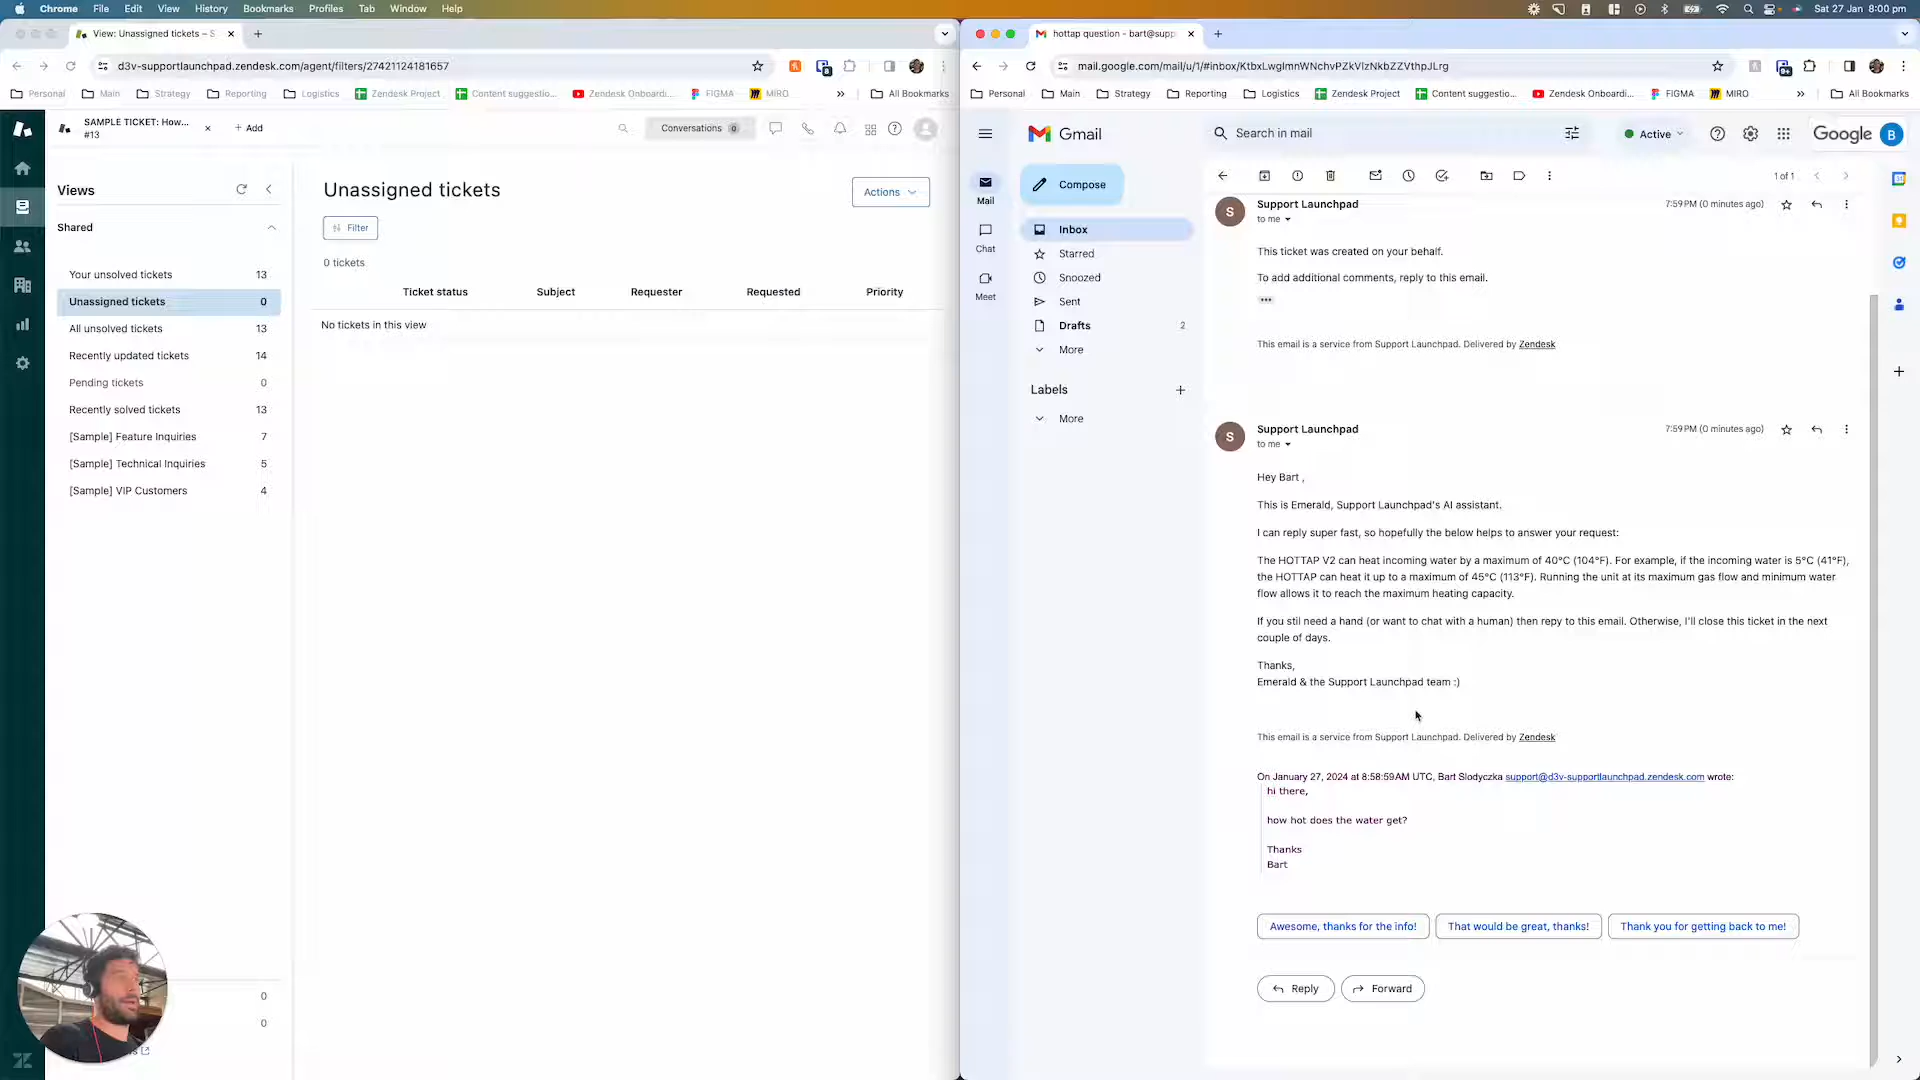 Chrome File Edit View History Bookmarks Profiles Tab Window Help
Sat 27 Jan 8:00 pm
View: Unassigned tickets – S
d3v-supportlaunchpad.zendesk.com/agent/filters/27421124181657
Personal Main Strategy Reporting Logistics Zendesk Project Content suggestio... Zendesk Onboardi... FIGMA MIRO » All Bookmarks
SAMPLE TICKET: How...
#13
+ Add
Conversations 0
Views
Shared
Your unsolved tickets 13
Unassigned tickets 0
All unsolved tickets 13
Recently updated tickets 14
Pending tickets 0
Recently solved tickets 13
[Sample] Feature Inquiries 7
[Sample] Technical Inquiries 5
[Sample] VIP Customers 4
0
0
Unassigned tickets
Actions
Filter
0 tickets
Ticket status Subject Requester Requested Priority
No tickets in this view
hottap question - bart@supp
mail.google.com/mail/u/1/#inbox/KtbxLwglmnWNchvPZkVlzNkbZZVthpJLrg
Personal Main Strategy Reporting Logistics Zendesk Project Content suggestio... Zendesk Onboardi... FIGMA MIRO » All Bookmarks
Gmail
Search in mail
Active
Google B
Mail
Chat
Meet
Compose
Inbox
Starred
Snoozed
Sent
Drafts 2
More
Labels +
More
1 of 1
S
Support Launchpad
7:59 PM (0 minutes ago)
to me
This ticket was created on your behalf.
To add additional comments, reply to this email.
This email is a service from Support Launchpad. Delivered by Zendesk
S
Support Launchpad
7:59 PM (0 minutes ago)
to me
Hey Bart ,
This is Emerald, Support Launchpad's AI assistant.
I can reply super fast, so hopefully the below helps to answer your request:
The HOTTAP V2 can heat incoming water by a maximum of 40°C (104°F). For example, if the incoming water is 5°C (41°F),
the HOTTAP can heat it up to a maximum of 45°C (113°F). Running the unit at its maximum gas flow and minimum water
flow allows it to reach the maximum heating capacity.
If you stil need a hand (or want to chat with a human) then repy to this email. Otherwise, I'll close this ticket in the next
couple of days.
Thanks,
Emerald & the Support Launchpad team :)
This email is a service from Support Launchpad. Delivered by Zendesk
On January 27, 2024 at 8:58:59 AM UTC, Bart Slodyczka support@d3v-supportlaunchpad.zendesk.com wrote:
hi there,
how hot does the water get?
Thanks
Bart
Awesome, thanks for the info!
That would be great, thanks!
Thank you for getting back to me!
Reply
Forward